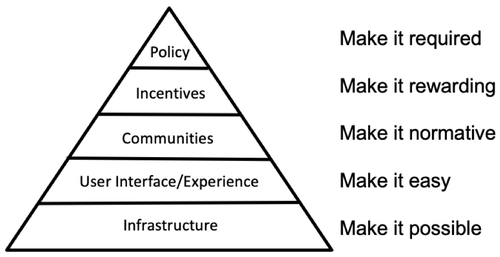 Policy
Make it required
Incentives
Make it rewarding
Communities
Make it normative
User Interface/Experience
Make it easy
Infrastructure
Make it possible